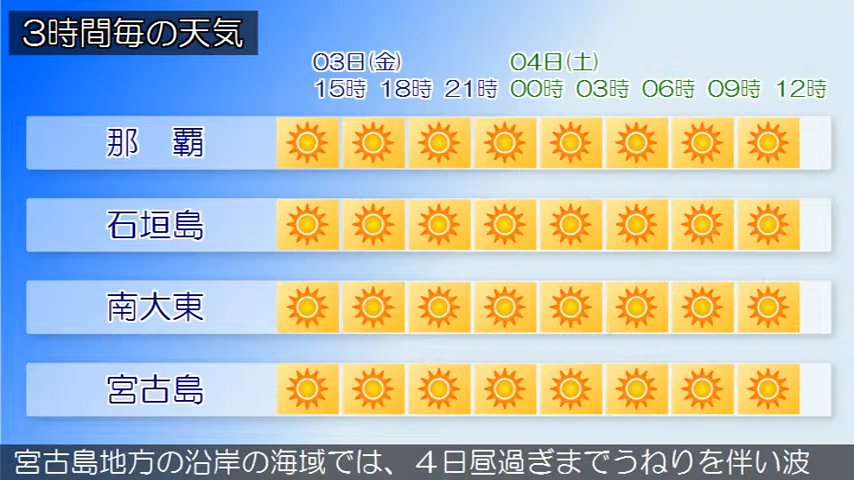 3時間毎の天気
03日(金) 04日(土)
15時 18時 21時 00時 03時 06時 09時 12時
那　覇
石垣島
南大東
宮古島
宮古島地方の沿岸の海域では、４日昼過ぎまでうねりを伴い波